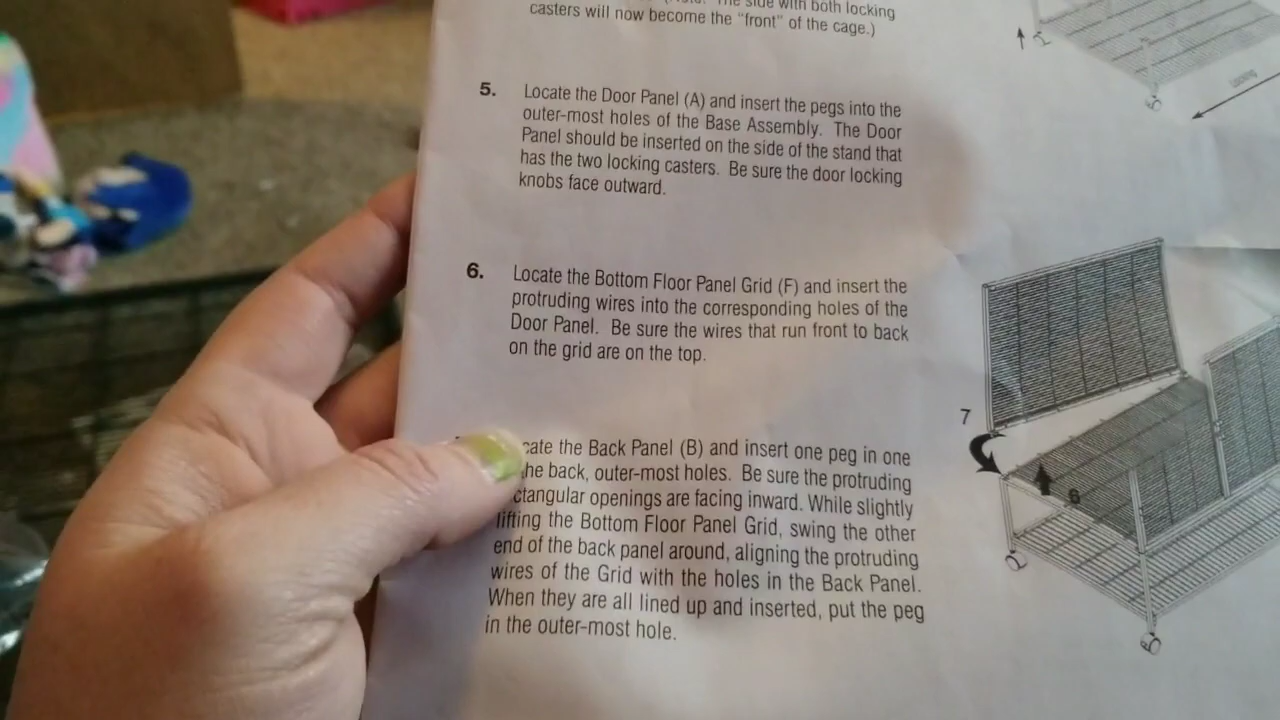 The side with both locking
casters will now become the "front" of the cage.)
5. Locate the Door Panel (A) and insert the pegs into the
outer-most holes of the Base Assembly. The Door
Panel should be inserted on the side of the stand that
has the two locking casters. Be sure the door locking
knobs face outward.
6. Locate the Bottom Floor Panel Grid (F) and insert the
protruding wires into the corresponding holes of the
Door Panel. Be sure the wires that run front to back
on the grid are on the top.
cate the Back Panel (B) and insert one peg in one
he back, outer-most holes. Be sure the protruding
ctangular openings are facing inward. While slightly
lifting the Bottom Floor Panel Grid, swing the other
end of the back panel around, aligning the protruding
wires of the Grid with the holes in the Back Panel.
When they are all lined up and inserted, put the peg
in the outer-most hole.
7
6